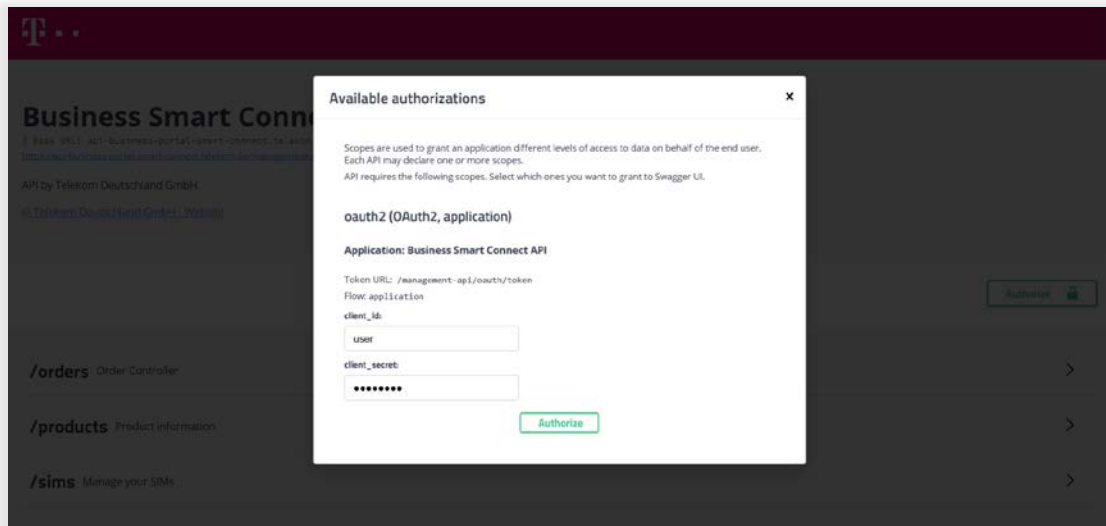 T
Business Smart Conn
API by Telekom Deutschland GmbH
© Telekom Deutschland GmbH | Website
Available authorizations
×
Scopes are used to grant an application different levels of access to data on behalf of the end user.
Each API may declare one or more scopes.
API requires the following scopes. Select which ones you want to grant to Swagger UI.
oauth2 (OAuth2, application)
Application: Business Smart Connect API
Token URL: /management-api/oauth/token
Flow: application
client_id:
user
client_secret:
••••••••
Authorize
Authorize
/orders Order Controller
/products Product information
/sims Manage your SIMs